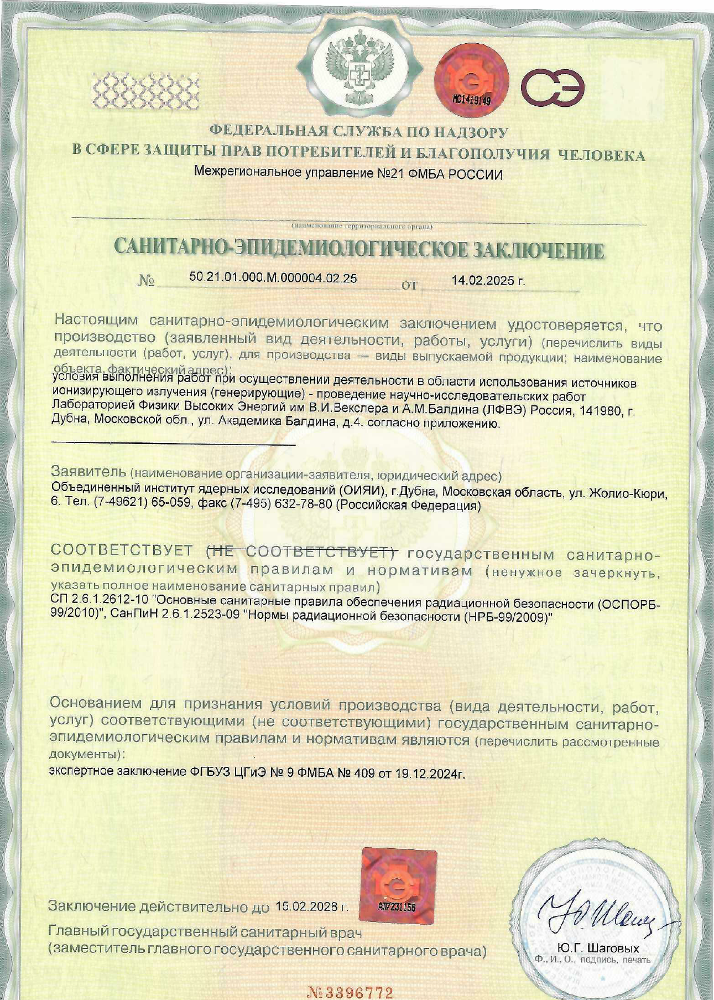 МС1419149
СЭ
ФЕДЕРАЛЬНАЯ СЛУЖБА ПО НАДЗОРУ
В СФЕРЕ ЗАЩИТЫ ПРАВ ПОТРЕБИТЕЛЕЙ И БЛАГОПОЛУЧИЯ ЧЕЛОВЕКА
Межрегиональное управление №21 ФМБА РОССИИ
(наименование территориального органа)
САНИТАРНО-ЭПИДЕМИОЛОГИЧЕСКОЕ ЗАКЛЮЧЕНИЕ
№ 50.21.01.000.М.000004.02.25 от 14.02.2025 г.
Настоящим санитарно-эпидемиологическим заключением удостоверяется, что
производство (заявленный вид деятельности, работы, услуги) (перечислить виды
деятельности (работ, услуг), для производства — виды выпускаемой продукции; наименование
объекта, фактический адрес):
условия выполнения работ при осуществлении деятельности в области использования источников
ионизирующего излучения (генерирующие) - проведение научно-исследовательских работ
Лабораторией Физики Высоких Энергий им В.И.Векслера и А.М.Балдина (ЛФВЭ) Россия, 141980, г.
Дубна, Московской обл., ул. Академика Балдина, д.4. согласно приложению.
Заявитель (наименование организации-заявителя, юридический адрес)
Объединенный институт ядерных исследований (ОИЯИ), г.Дубна, Московская область, ул. Жолио-Кюри,
6. Тел. (7-49621) 65-059, факс (7-495) 632-78-80 (Российская Федерация)
СООТВЕТСТВУЕТ (НЕ СООТВЕТСТВУЕТ) государственным санитарно-
эпидемиологическим правилам и нормативам (ненужное зачеркнуть,
указать полное наименование санитарных правил)
СП 2.6.1.2612-10 "Основные санитарные правила обеспечения радиационной безопасности (ОСПОРБ-
99/2010)", СанПиН 2.6.1.2523-09 "Нормы радиационной безопасности (НРБ-99/2009)"
Основанием для признания условий производства (вида деятельности, работ,
услуг) соответствующими (не соответствующими) государственным санитарно-
эпидемиологическим правилам и нормативам являются (перечислить рассмотренные
документы):
экспертное заключение ФГБУЗ ЦГиЭ № 9 ФМБА № 409 от 19.12.2024г.
АЛ7231156
Заключение действительно до 15.02.2028 г.
Главный государственный санитарный врач
(заместитель главного государственного санитарного врача)
Ю.Г. Шаговых
Ф., И., О., подпись, печать
№3396772